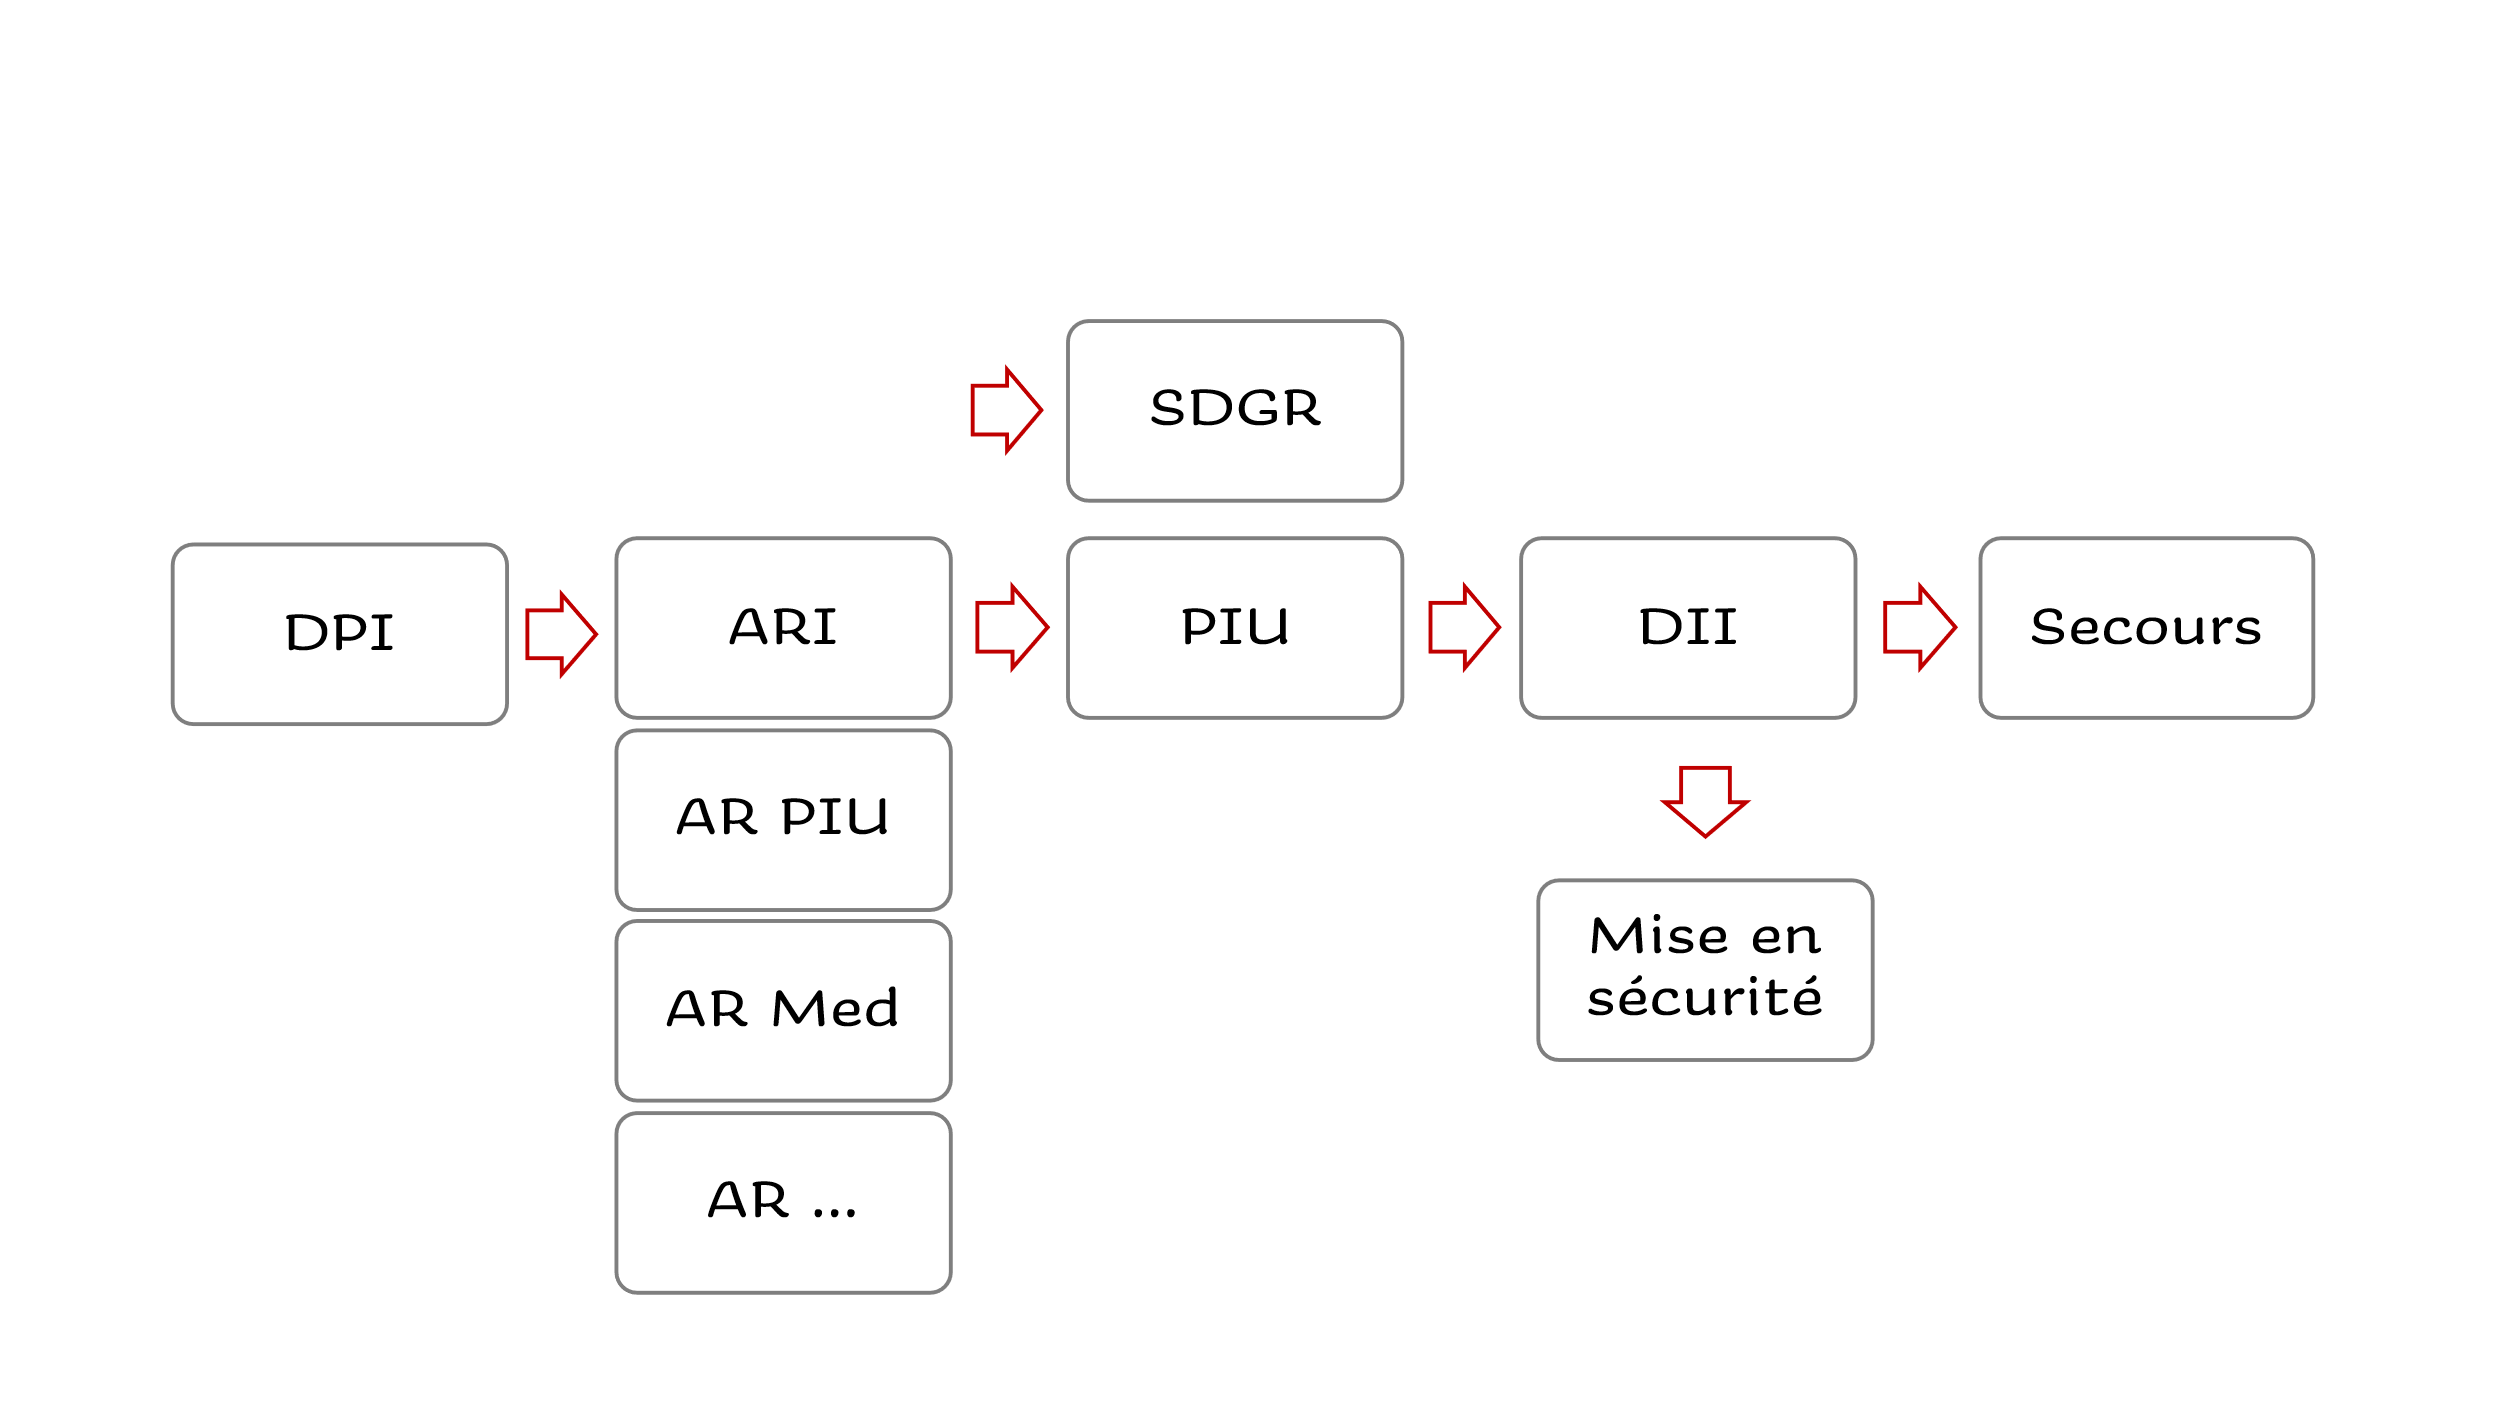 SDGR
DPI
ARI
PIU
DII
Secours
AR PIU
AR Med
Mise en
sécurité
AR ...